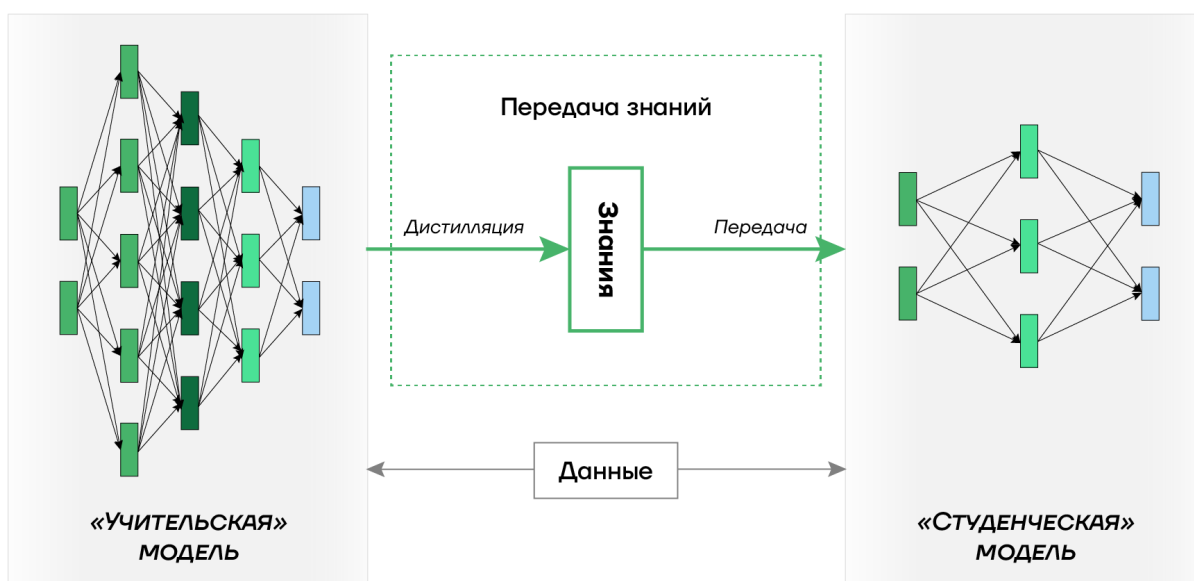 Передача знаний
Дистилляция
Знания
Передача
Данные
«Учительская»
модель
«Студенческая»
модель